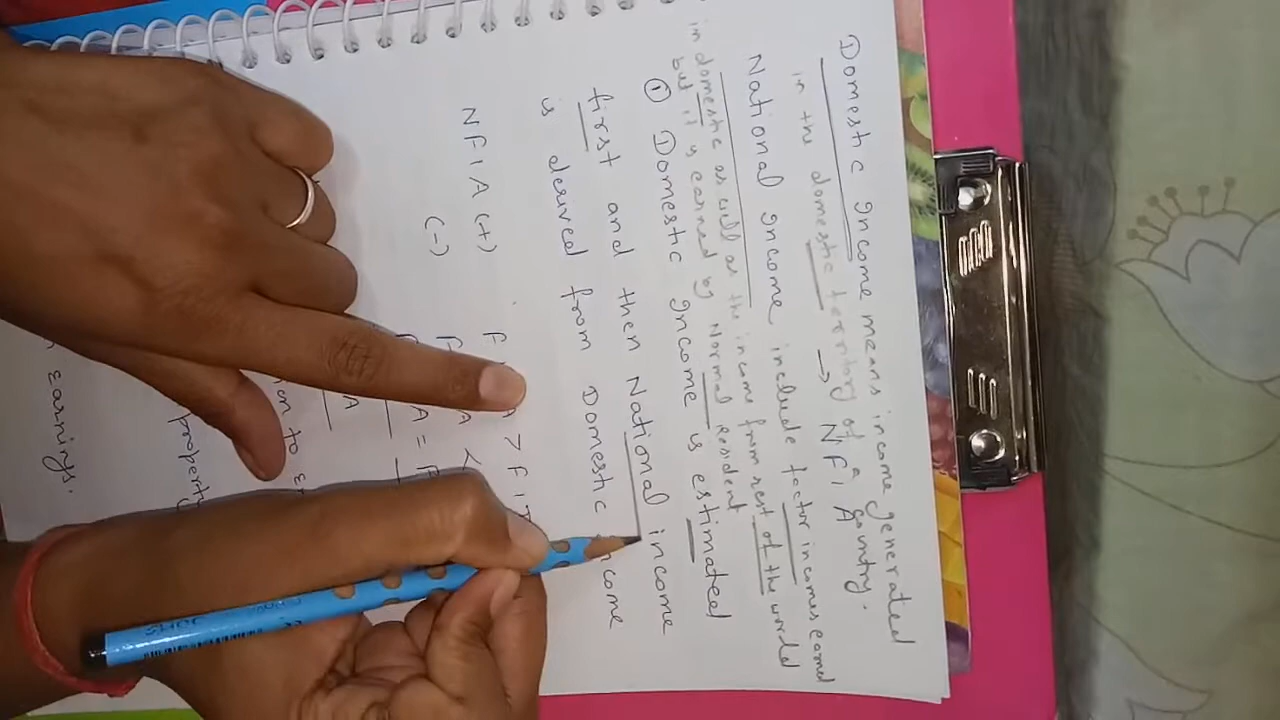 Domestic Income means income generated
in the domestic territory of a country.
→ NFIA
National Income include factor incomes earned
in domestic as well as the income from rest of the world
but it is earned by Normal resident
① Domestic Income is estimated
first and then National income
is derived from Domestic income
NFIA (+) F A > FI
(-) F A <
A =
A
property
earnings.